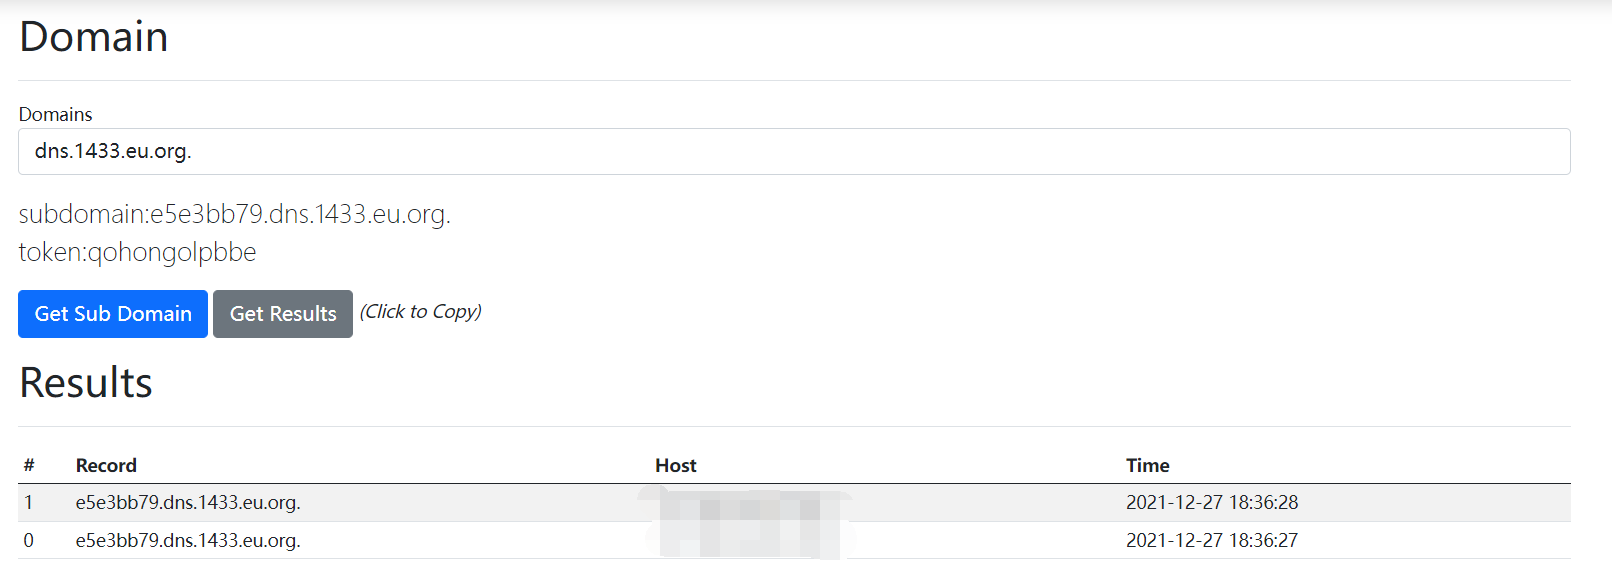 Domain
Domains
dns.1433.eu.org.
subdomain:e5e3bb79.dns.1433.eu.org.
token:qohongolpbbe
Get Sub Domain Get Results (Click to Copy)
Results
# Record Host Time
1 e5e3bb79.dns.1433.eu.org. 2021-12-27 18:36:28
0 e5e3bb79.dns.1433.eu.org. 2021-12-27 18:36:27